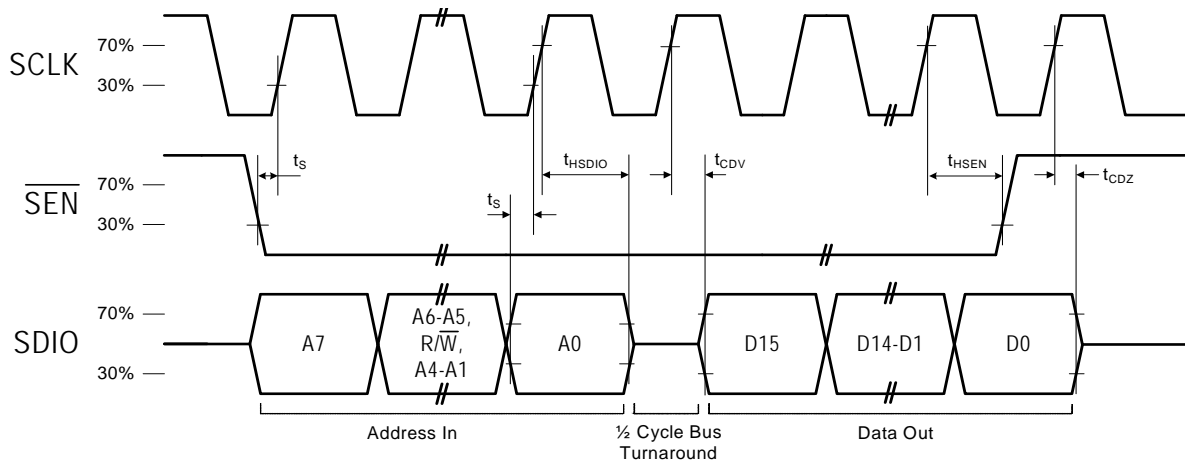 SCLK
70%
30%
tS
tHSDIO
tCDV
tHSEN
tCDZ
SEN
70%
30%
tS
SDIO
70%
30%
A7
A6-A5,
R/W,
A4-A1
A0
D15
D14-D1
D0
Address In
½ Cycle Bus
Turnaround
Data Out